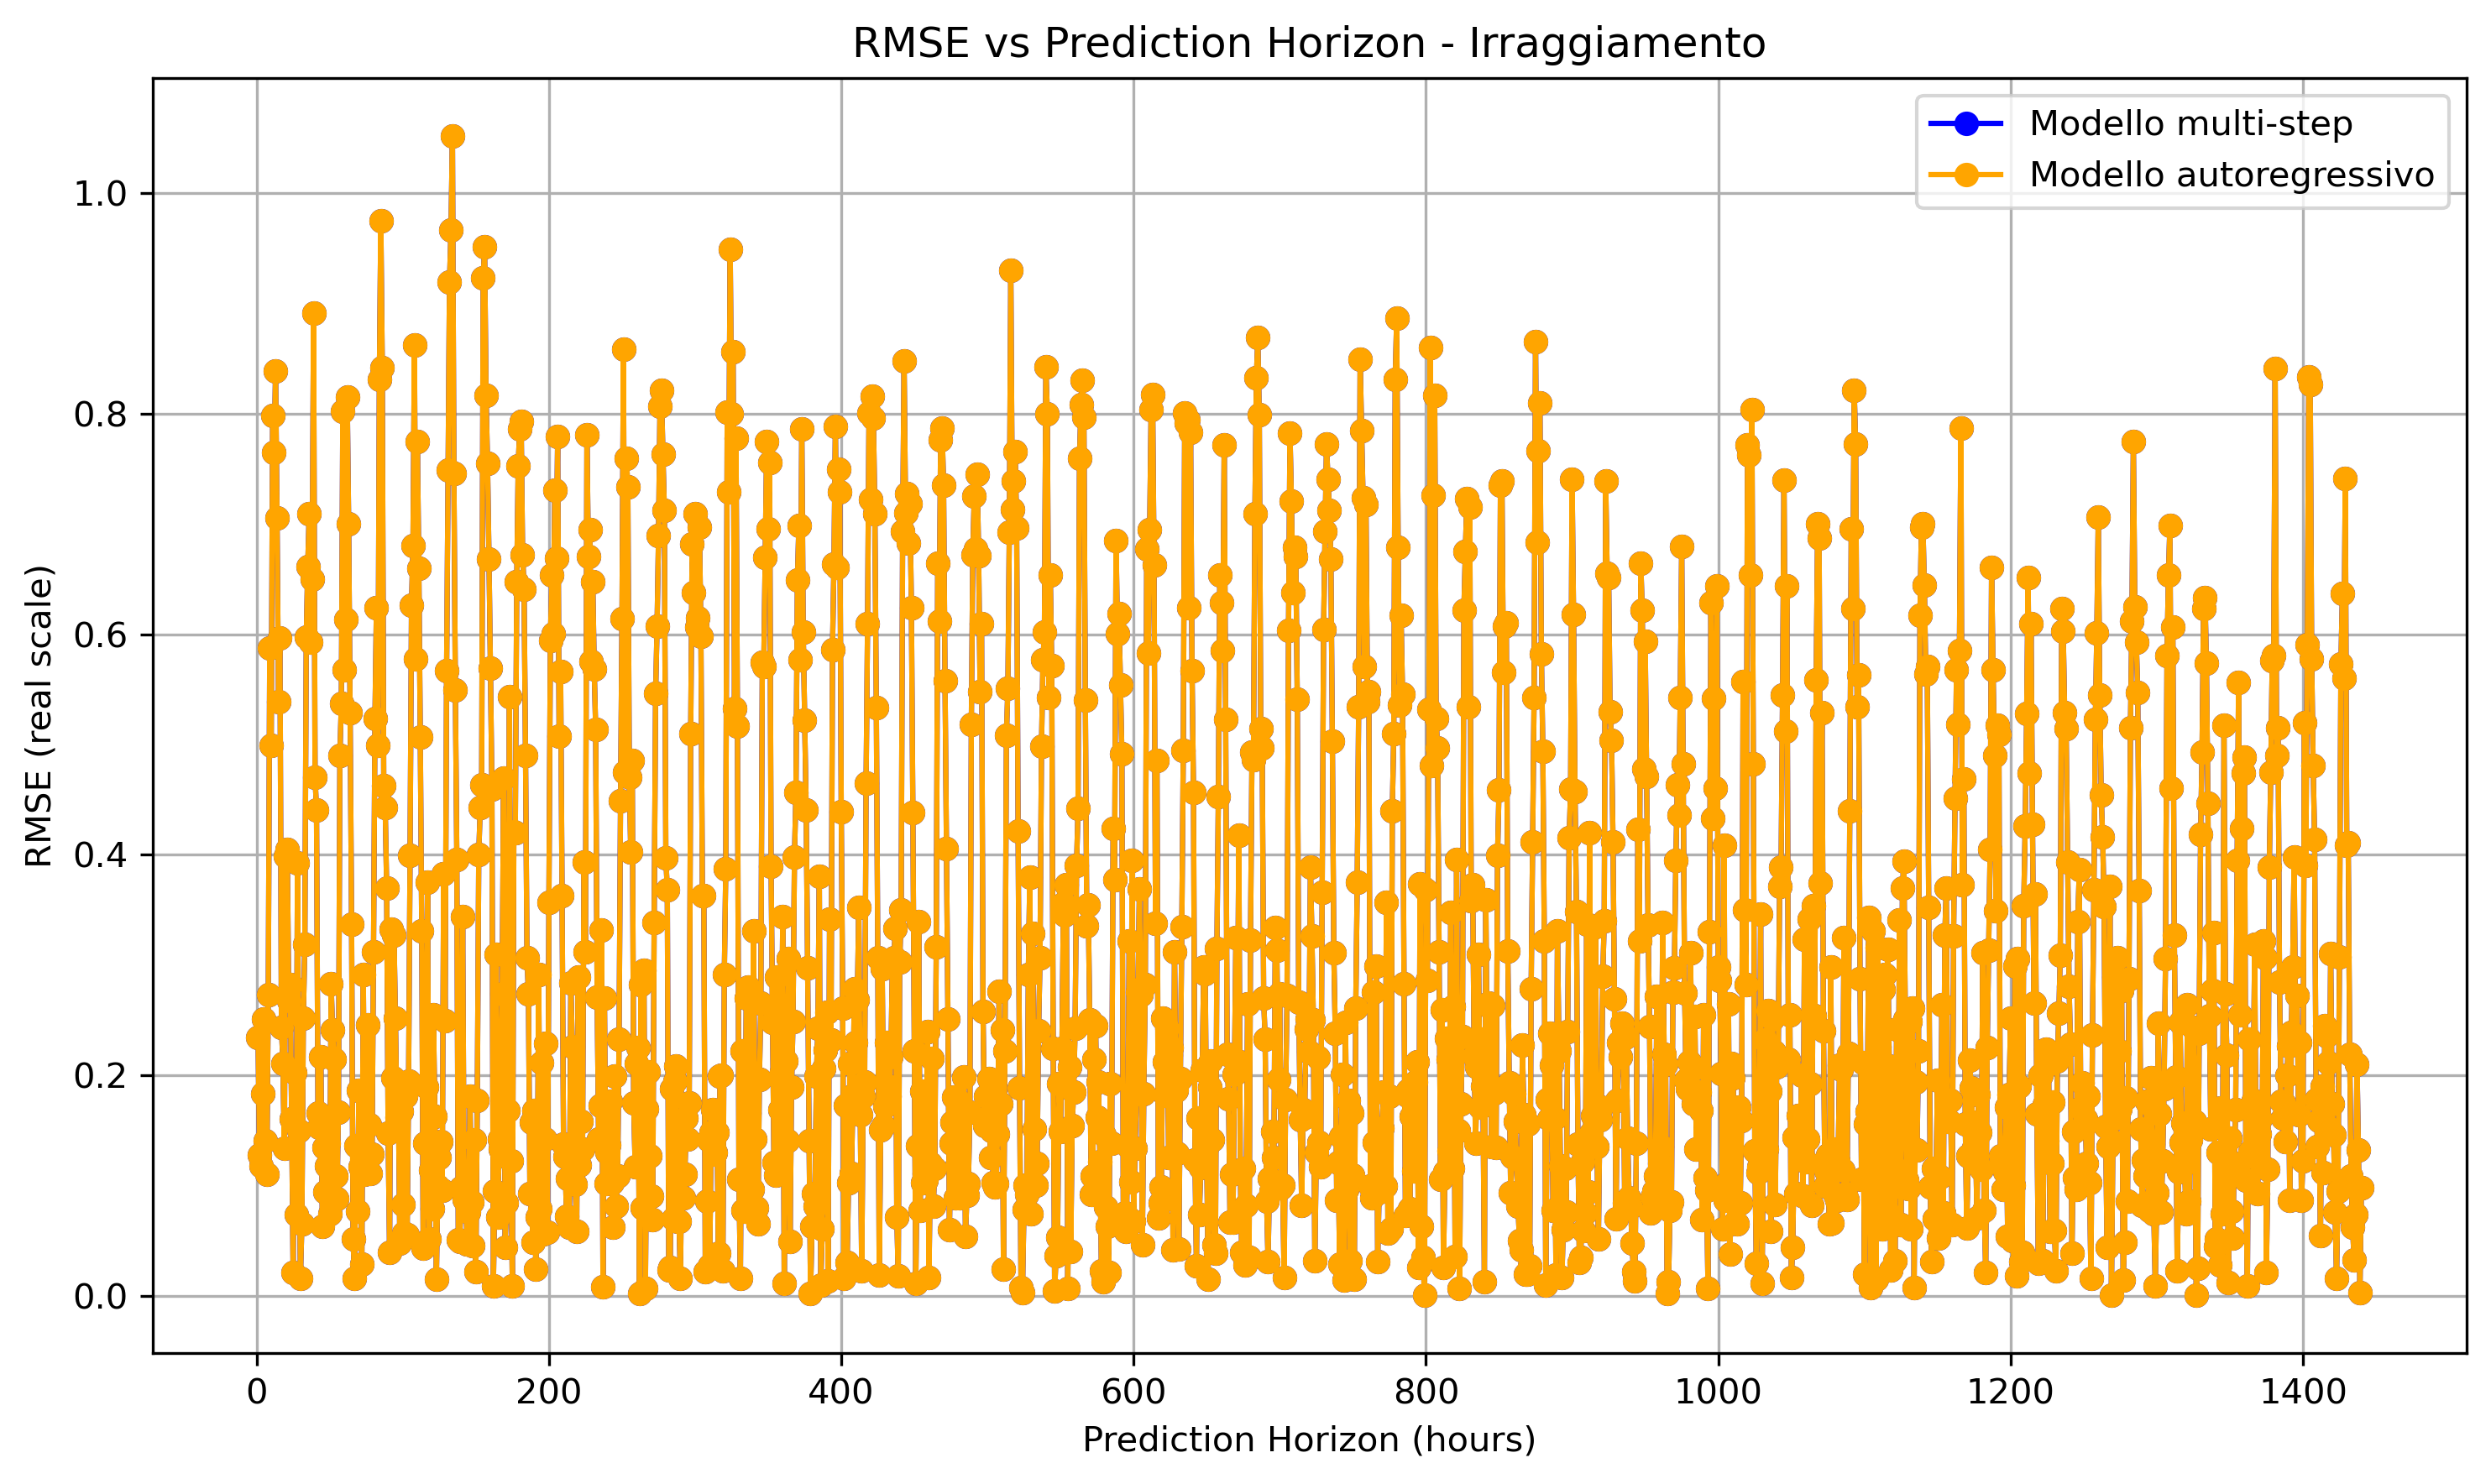 RMSE vs Prediction Horizon - Irraggiamento
Modello multi-step
Modello autoregressivo
RMSE (real scale)
1.0
0.8
0.6
0.4
0.2
0.0
0 200 400 600 800 1000 1200 1400
Prediction Horizon (hours)